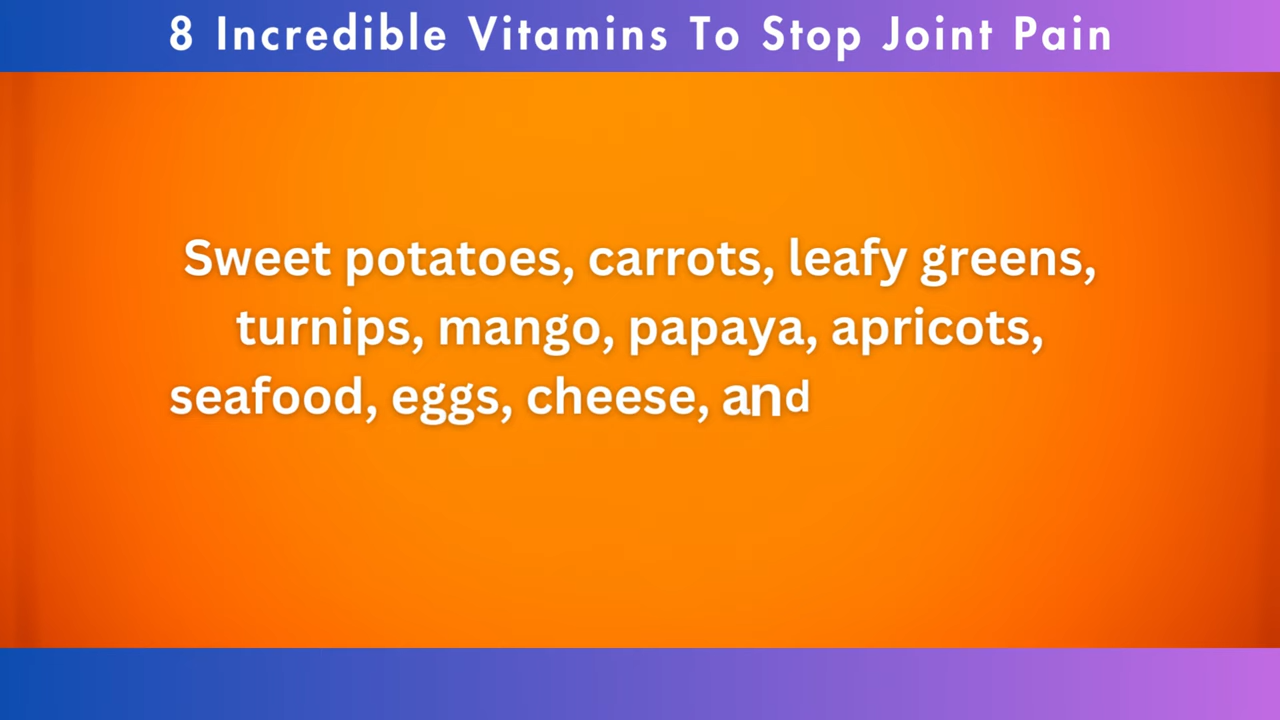 8 Incredible Vitamins To Stop Joint Pain
Sweet potatoes, carrots, leafy greens,
turnips, mango, papaya, apricots,
seafood, eggs, cheese, and